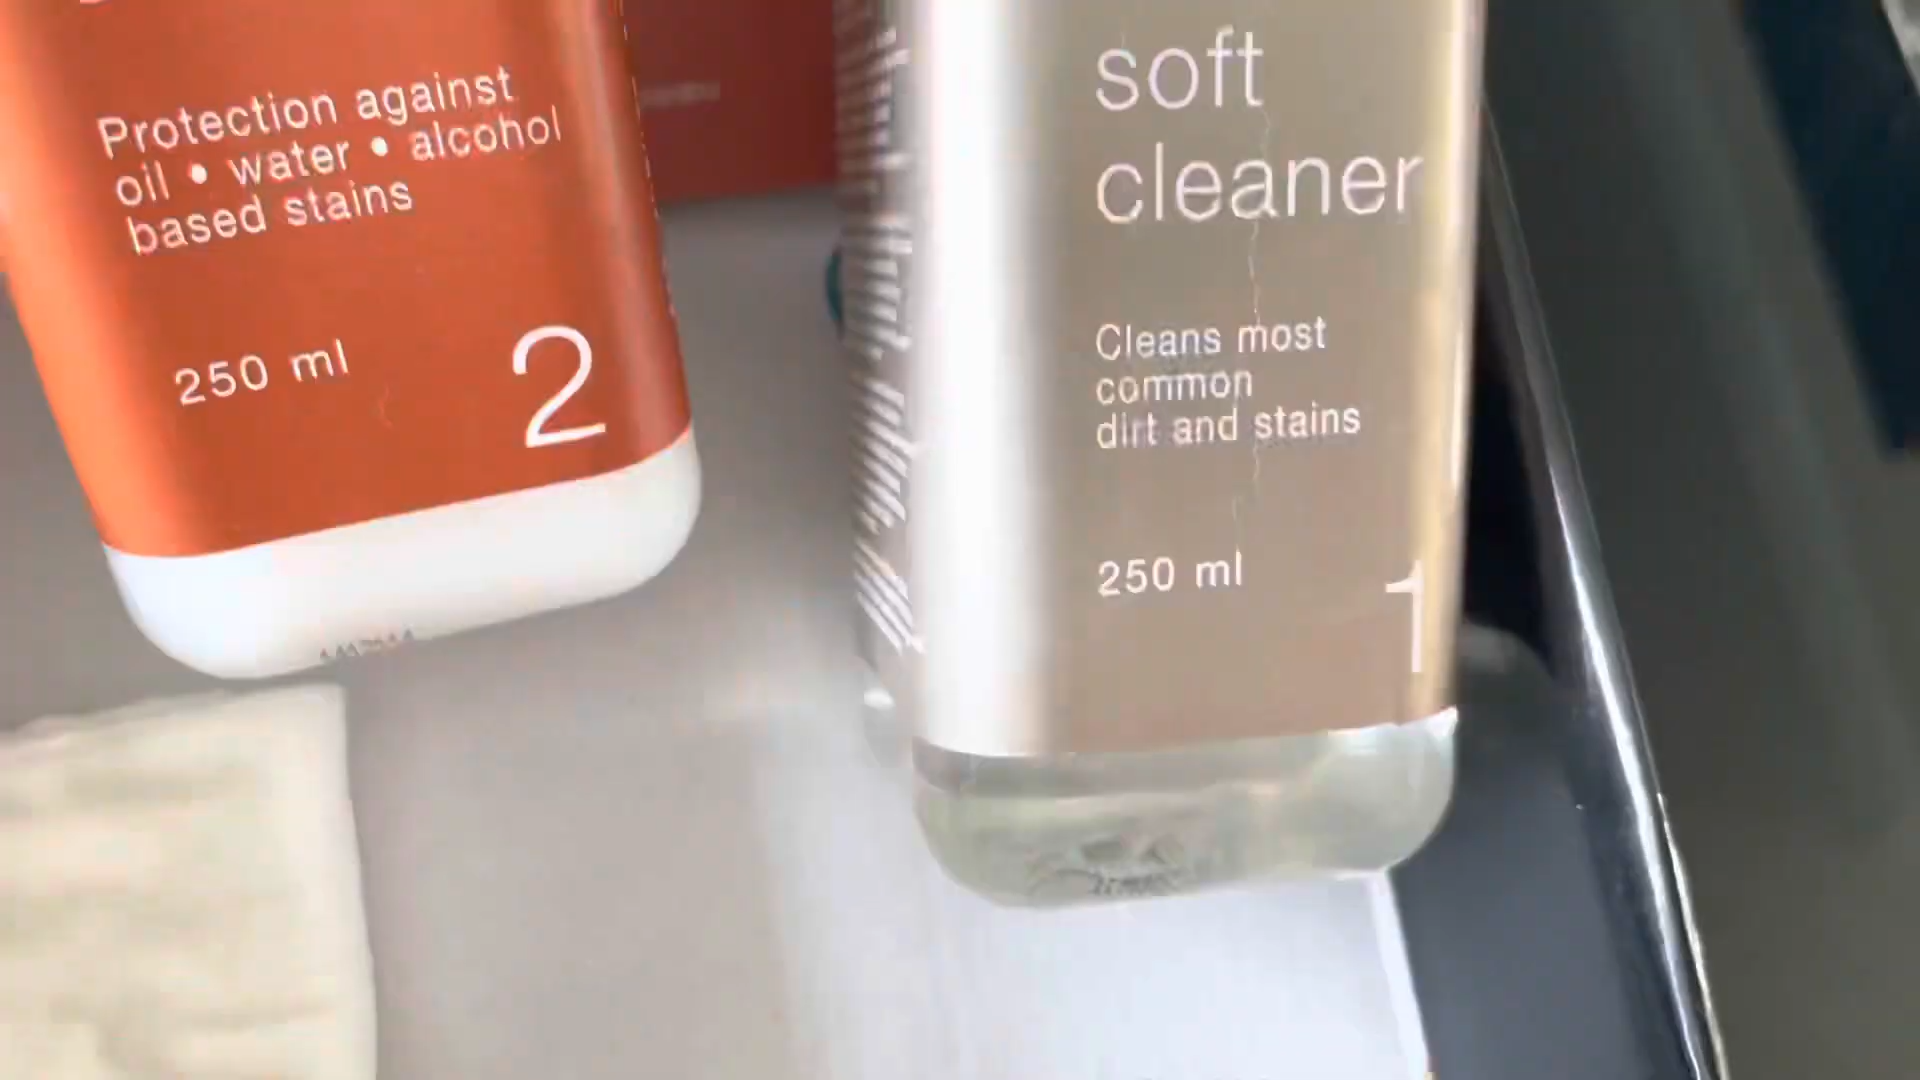 Protection against
oil • water • alcohol
based stains
250 ml
2
soft
cleaner
Cleans most
common
dirt and stains
250 ml
1